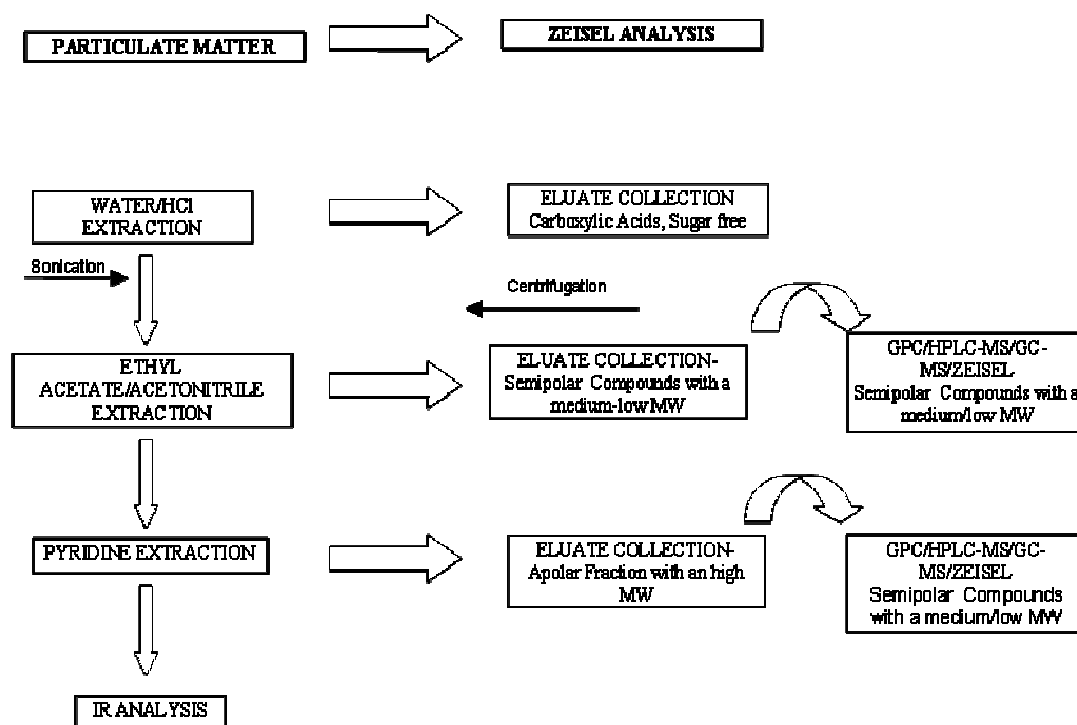 PARTICULATE MATTER
ZEISEL ANALYSIS
WATER/HCl
EXTRACTION
ELUATE COLLECTION
Carboxylic Acids, Sugar free
Sonication
Centrifugation
ETHYL
ACETATE/ACETONITRILE
EXTRACTION
ELUATE COLLECTION-
Semipolar Compounds with a
medium-low MW
GPC/HPLC-MS/GC-
MS/ZEISEL
Semipolar Compounds with a
medium/low MW
PYRIDINE EXTRACTION
ELUATE COLLECTION-
Apolar Fraction with an high
MW
GPC/HPLC-MS/GC-
MS/ZEISEL
Semipolar Compounds
with a medium/low MW
IR ANALYSIS